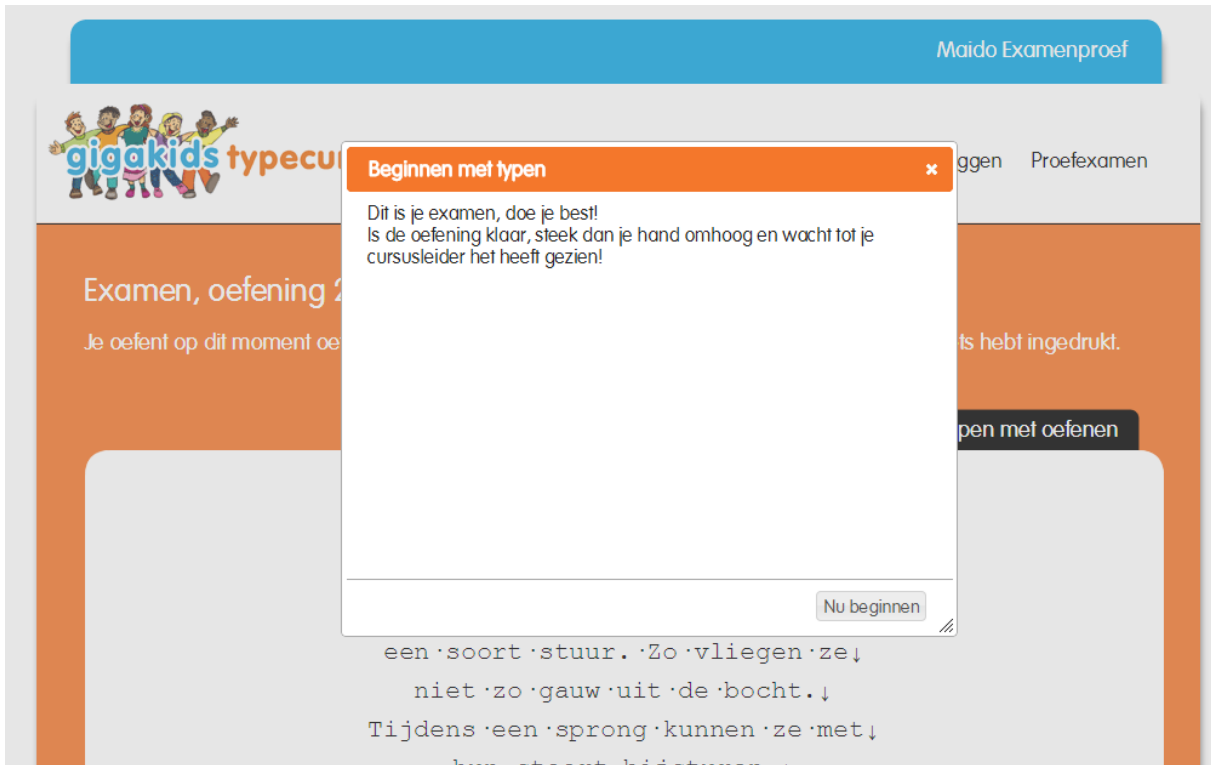 Maido Examenproef
gigakids typecu
ggen Proefexamen
Beginnen met typen
Dit is je examen, doe je best!
Is de oefening klaar, steek dan je hand omhoog en wacht tot je
cursusleider het heeft gezien!
Examen, oefening 2
Je oefent op dit moment oe
ts hebt ingedrukt.
pen met oefenen
Nu beginnen
een·soort·stuur.·Zo·vliegen·ze↓
niet·zo·gauw·uit·de·bocht.↓
Tijdens·een·sprong·kunnen·ze·met↓